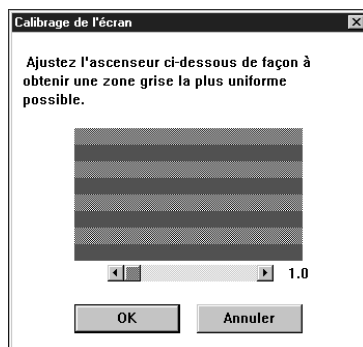 Calibrage de l'écran
Ajustez l'ascenseur ci-dessous de façon à
obtenir une zone grise la plus uniforme
possible.
1.0
OK
Annuler